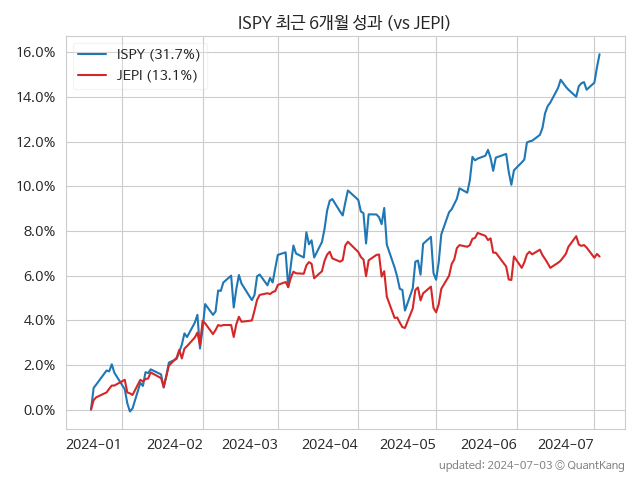 ISPY 최근 6개월 성과 (vs JEPI)
ISPY (31.7%)
JEPI (13.1%)
16.0%
14.0%
12.0%
10.0%
8.0%
6.0%
4.0%
2.0%
0.0%
2024-01 2024-02 2024-03 2024-04 2024-05 2024-06 2024-07
updated: 2024-07-03 © QuantKang